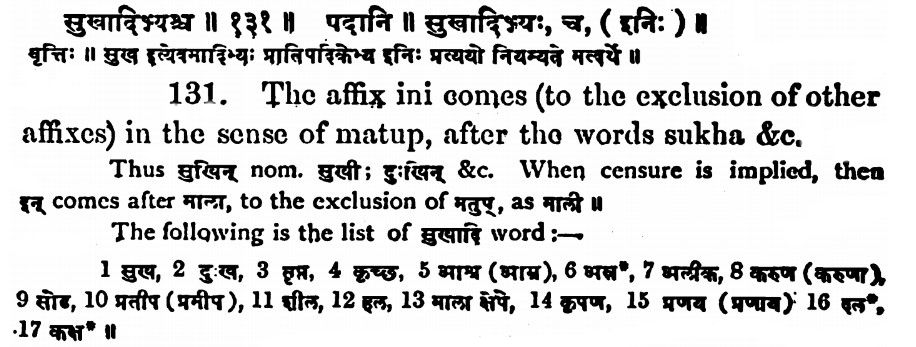 सुखादिभ्यश्च ॥ १३१ ॥ पदानि ॥ सुखादिभ्यः, च, ( इनिः ) ॥
वृत्तिः ॥ सुख इत्येवमादिभ्यः प्रातिपदिकेभ्य इनिः प्रत्ययो नियम्यते मत्वर्थे ॥
131. The affix ini comes (to the exclusion of other
affixes) in the sense of matup, after the words sukha &c.
Thus सुखिन् nom. सुखी; दुःखिन् &c. When censure is implied, then
इन् comes after माला, to the exclusion of मतुप्, as माली ॥
The following is the list of सुखादि word :—
1 सुख, 2 दुःख, 3 तृप्त, 4 कृच्छ, 5 आश्र (आम्र), 6 अस्र*, 7 अलीक, 8 करुण (करुणा),
9 सोढ, 10 प्रतीप (प्रमीप), 11 शील, 12 हल, 13 माला क्षेपे, 14 कृपण, 15 प्रणय (प्रणाय) 16 दल*,
17 कक्ष* ॥